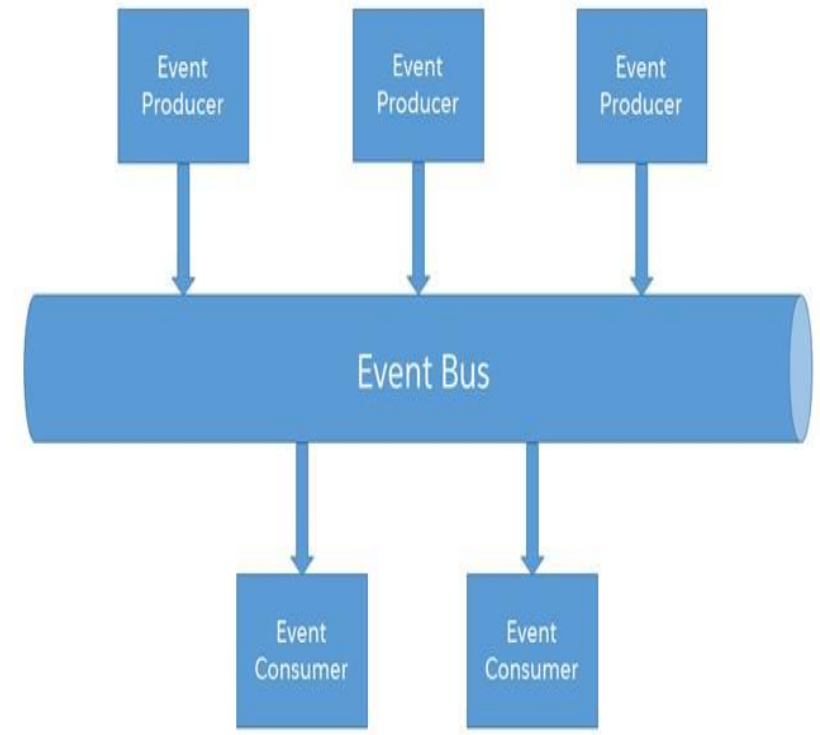 Event
Producer
Event
Producer
Event
Producer
Event Bus
Event
Consumer
Event
Consumer